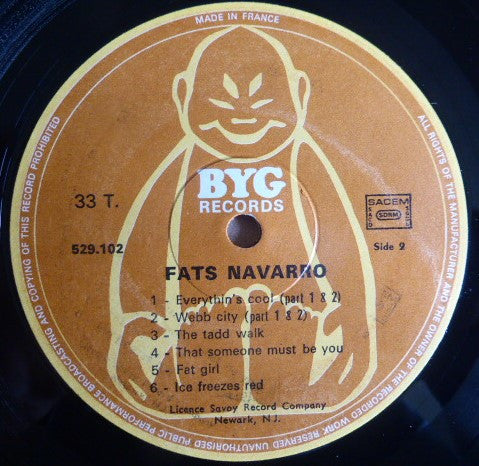 MADE IN FRANCE
ALL RIGHTS OF THE MANUFACTURER AND THE OWNER OF THE RECORDED WORK RESERVED UNAUTHORISED PUBLIC PERFORMANCE BROADCASTING AND COPYING OF THIS RECORD PROHIBITED
BYG
RECORDS
33 T.
SACEM
SDRM
529.102
Side 2
FATS NAVARRO
1 - Everythin's cool (part 1 & 2)
2 - Webb city (part 1 & 2)
3 - The tadd walk
4 - That someone must be you
5 - Fat girl
6 - Ice freezes red
Licence Savoy Record Company
Newark, N.J.